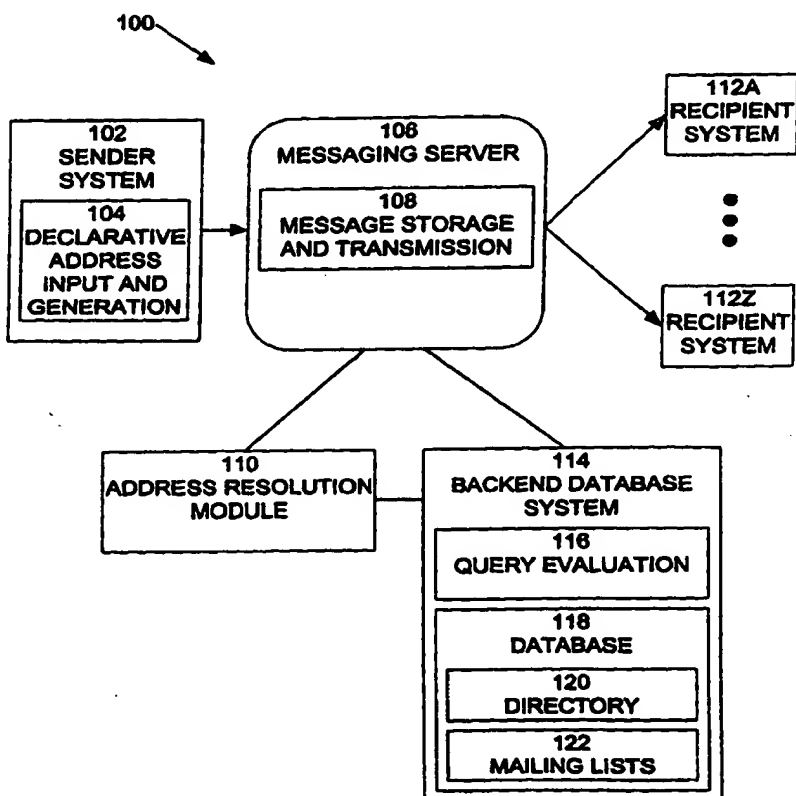 100
102
SENDER
SYSTEM
104
DECLARATIVE
ADDRESS
INPUT AND
GENERATION
106
MESSAGING SERVER
108
MESSAGE STORAGE
AND TRANSMISSION
112A
RECIPIENT
SYSTEM
112Z
RECIPIENT
SYSTEM
110
ADDRESS RESOLUTION
MODULE
114
BACKEND DATABASE
SYSTEM
116
QUERY EVALUATION
118
DATABASE
120
DIRECTORY
122
MAILING LISTS